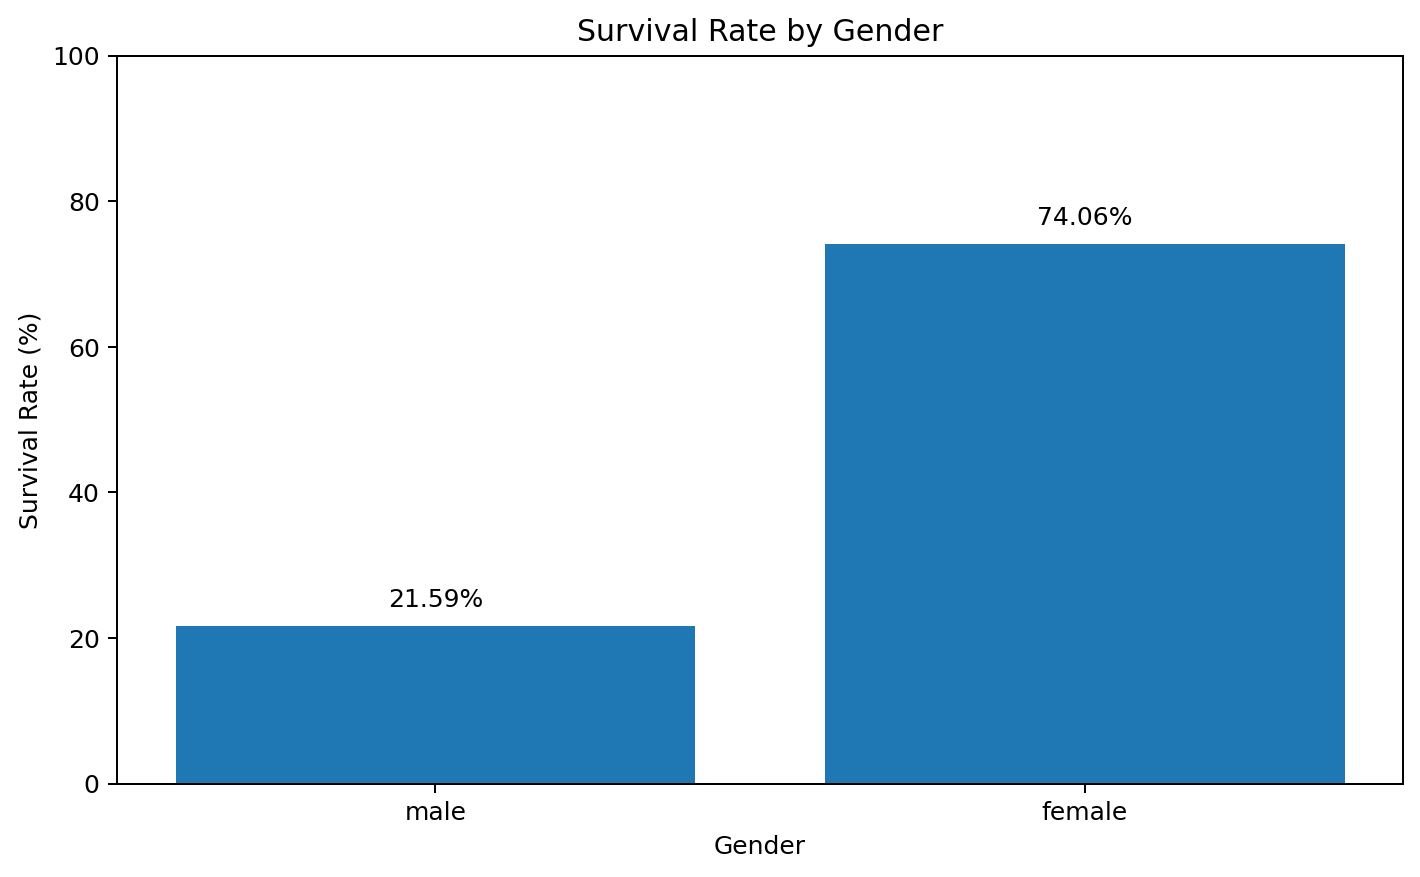 Survival Rate by Gender
100
80
60
40
20
0
Survival Rate (%)
21.59%
74.06%
male
female
Gender